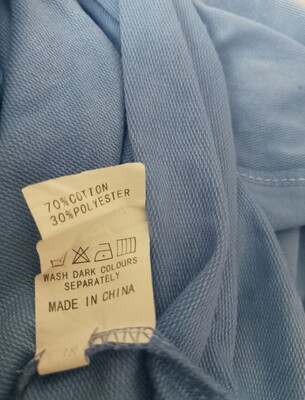 70%COTTON
30%POLYESTER
WASH DARK COLOURS
SEPARATELY
MADE IN CHINA